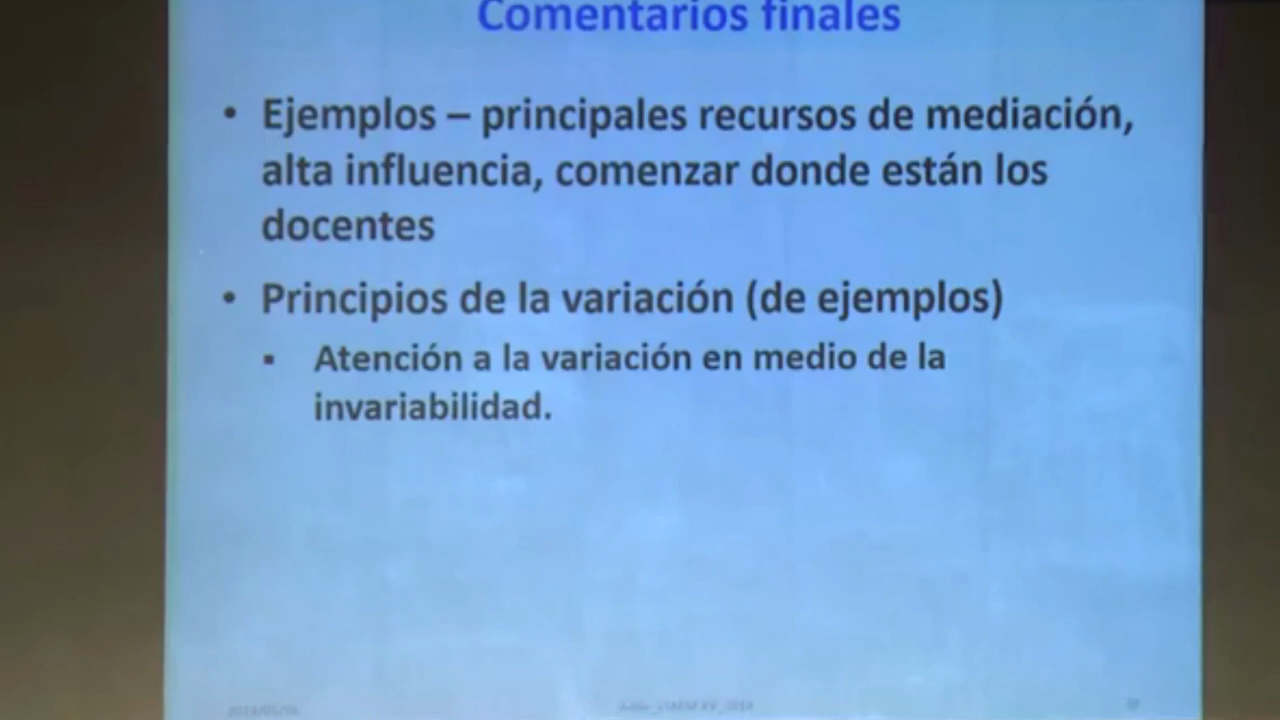 Comentarios finales
• Ejemplos – principales recursos de mediación,
alta influencia, comenzar donde están los
docentes
• Principios de la variación (de ejemplos)
▪ Atención a la variación en medio de la
invariabilidad.